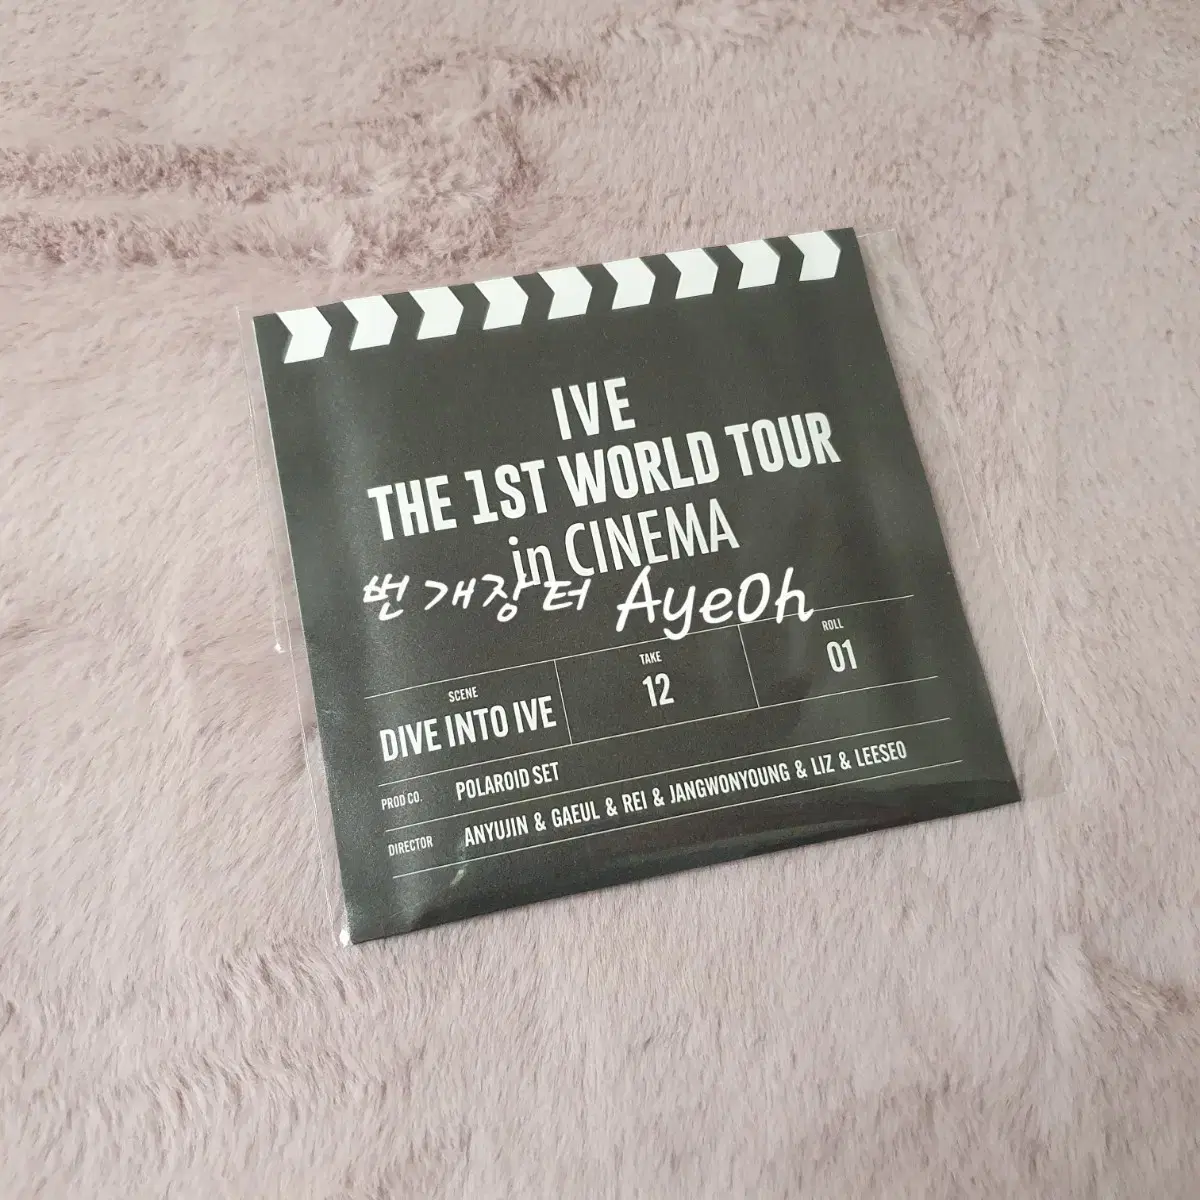 IVE
THE 1ST WORLD TOUR
in CINEMA
번개장터 AyeOh
SCENE
DIVE INTO IVE
TAKE
12
ROLL
01
PROD CO.
POLAROID SET
DIRECTOR
ANYUJIN & GAEUL & REI & JANGWONYOUNG & LIZ & LEESEO